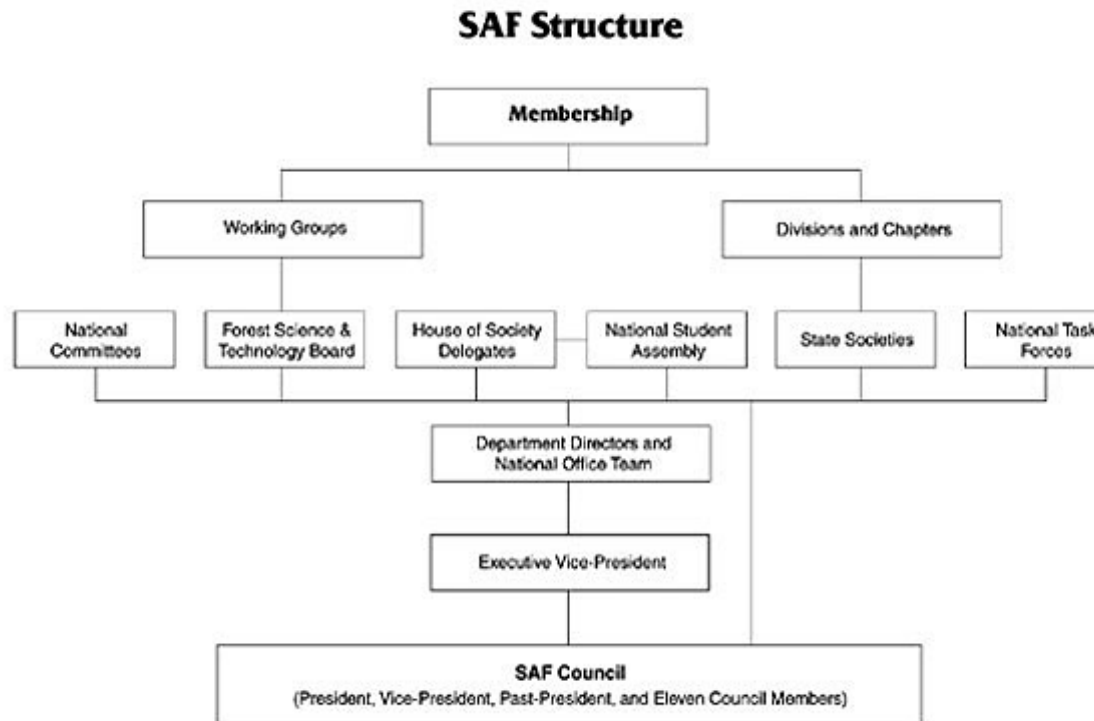 SAF Structure
Membership
Working Groups
Divisions and Chapters
National
Committees
Forest Science &
Technology Board
House of Society
Delegates
National Student
Assembly
State Societies
National Task
Forces
Department Directors and
National Office Team
Executive Vice-President
SAF Council
(President, Vice-President, Past-President, and Eleven Council Members)